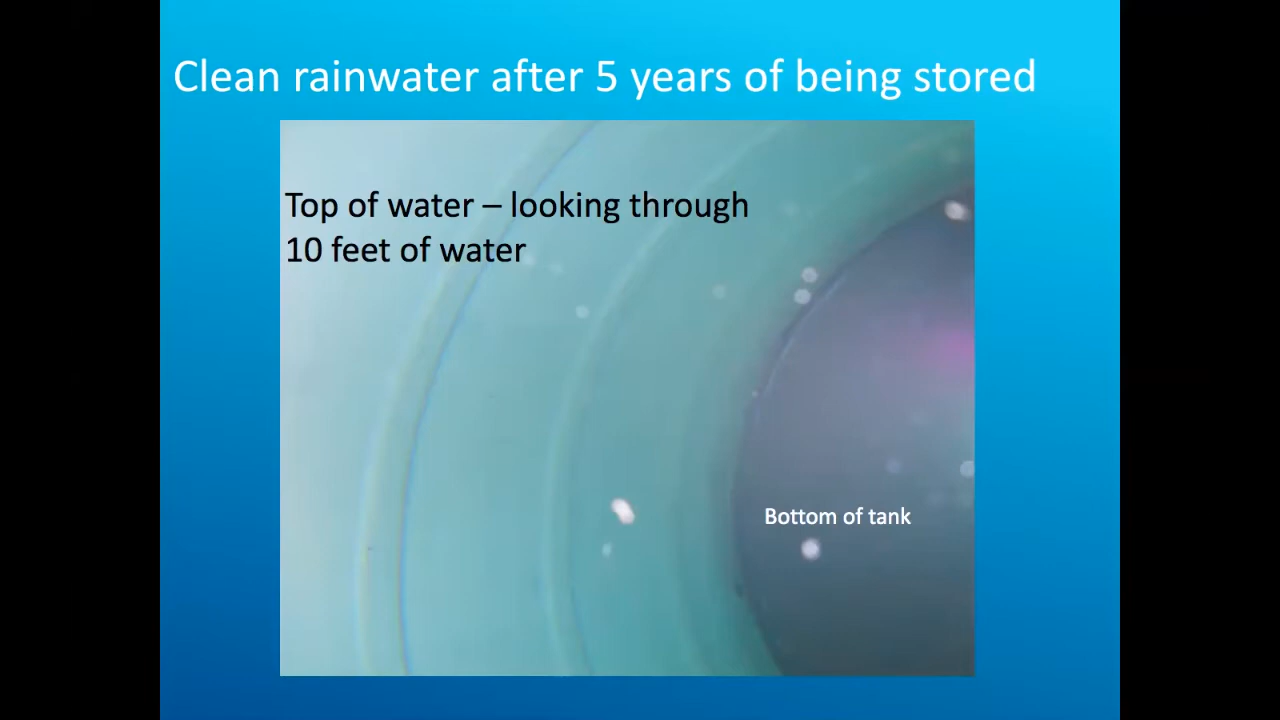 Clean rainwater after 5 years of being stored
Top of water – looking through
10 feet of water
Bottom of tank